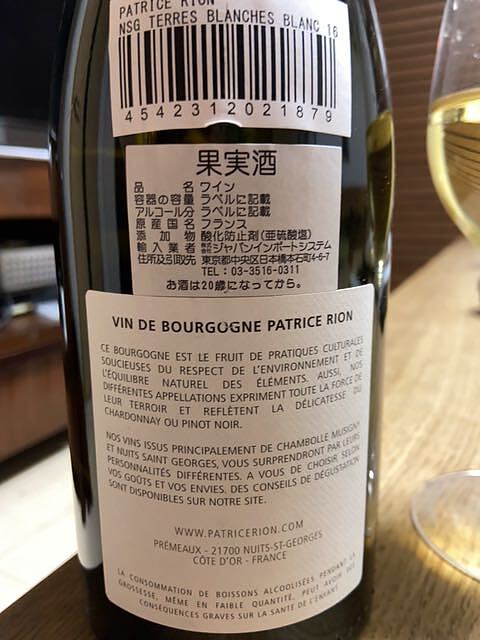 PATRICE RION
NSG TERRES BLANCHES BLANC 16
4542312021879
果実酒
品名 ワイン
容器の容量 ラベルに記載
アルコール分 ラベルに記載
原産国名 フランス
添加物 酸化防止剤(亜硫酸塩)
輸入業者 株式会社ジャパンインポートシステム
住所及引取先 東京都中央区日本橋本石町4-6-7
TEL:03-3516-0311
お酒は20歳になってから。
VIN DE BOURGOGNE PATRICE RION
CE BOURGOGNE EST LE FRUIT DE PRATIQUES CULTURALES
SOUCIEUSES DU RESPECT DE L'ENVIRONNEMENT ET DE
L'ÉQUILIBRE NATUREL DES ÉLÉMENTS. AUSSI, NOS
DIFFÉRENTES APPELLATIONS EXPRIMENT TOUTE LA FORCE DE
LEUR TERROIR ET REFLÈTENT LA DÉLICATESSE DU
CHARDONNAY OU PINOT NOIR.
NOS VINS ISSUS PRINCIPALEMENT DE CHAMBOLLE MUSIGNY
ET NUITS SAINT GEORGES, VOUS SURPRENDRONT PAR LEURS
PERSONNALITÉS DIFFÉRENTES. A VOUS DE CHOISIR SELON
VOS GOÛTS ET VOS ENVIES. DES CONSEILS DE DÉGUSTATION
SONT DISPONIBLES SUR NOTRE SITE.
WWW.PATRICERION.COM
PRÉMEAUX - 21700 NUITS-ST-GEORGES
CÔTE D'OR - FRANCE
LA CONSOMMATION DE BOISSONS ALCOOLISÉES PENDANT LA
GROSSESSE, MÊME EN FAIBLE QUANTITÉ, PEUT AVOIR DES
CONSÉQUENCES GRAVES SUR LA SANTÉ DE L'ENFANT.